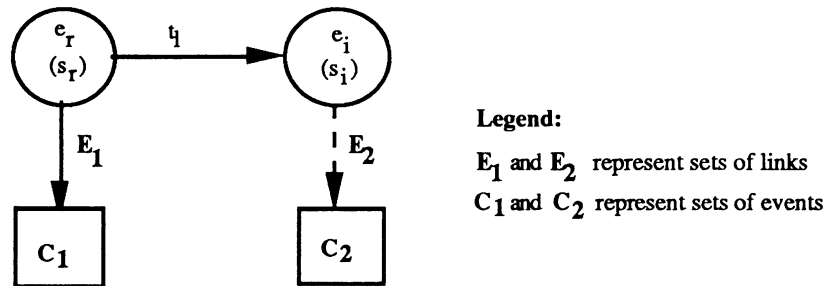 e_r t_l e_i
(s_r) (s_i)
E_1 E_2
C_1 C_2
Legend:
E_1 and E_2 represent sets of links
C_1 and C_2 represent sets of events